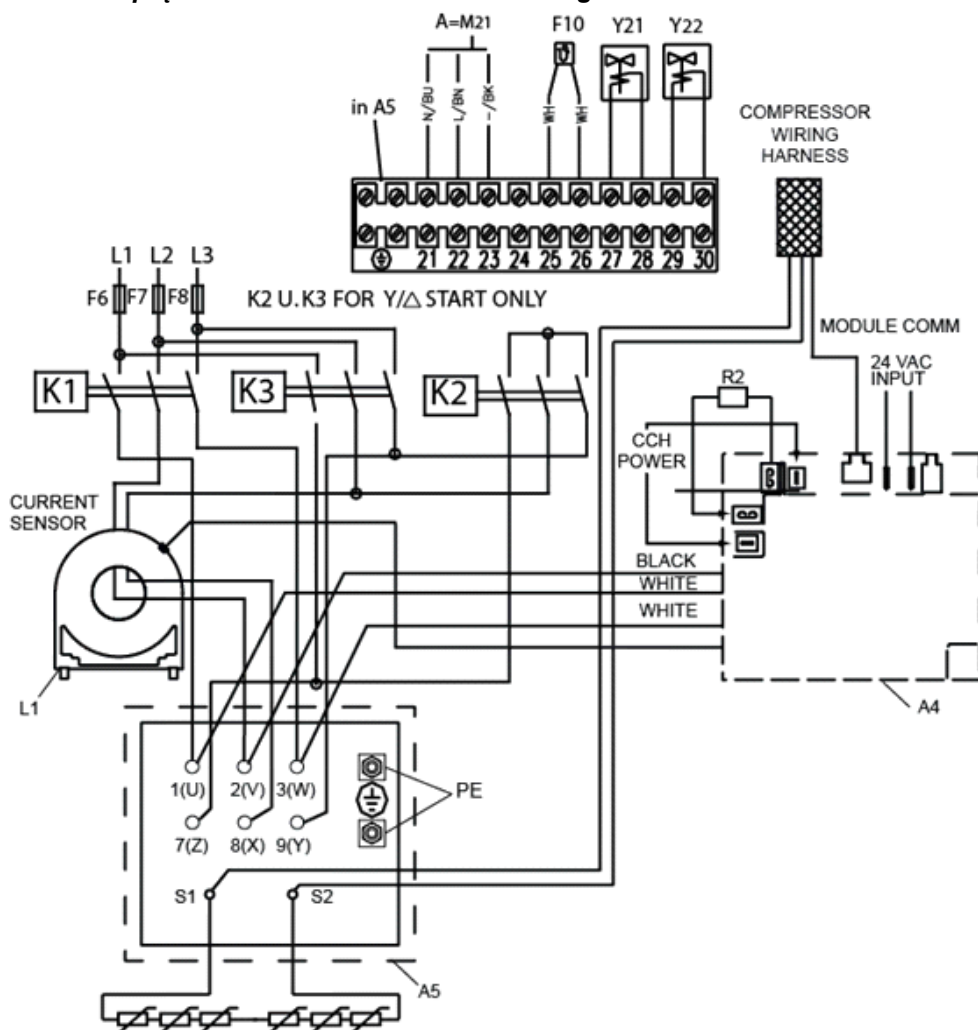 A=M21
F10
Y21
Y22
in A5
N/BU
L/BN
–/BK
WH
WH
COMPRESSOR
WIRING
HARNESS
21 22 23 24 25 26 27 28 29 30
L1 L2 L3
F6 F7 F8
K2 U.K3 FOR Y/△ START ONLY
MODULE COMM
24 VAC
INPUT
R2
K1
K3
K2
CCH
POWER
CURRENT
SENSOR
BLACK
WHITE
WHITE
L1
A4
1(U) 2(V) 3(W)
PE
7(Z) 8(X) 9(Y)
S1
S2
A5